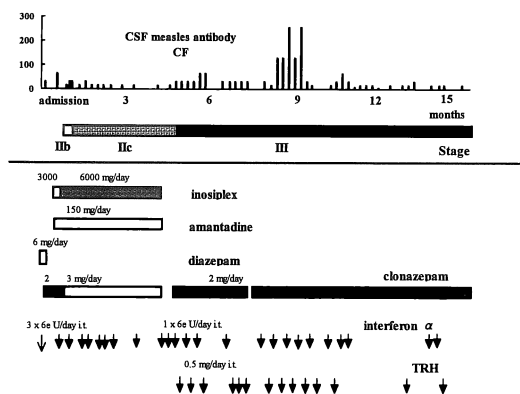 300
CSF measles antibody
CF
200
100
0
admission 3 6 9 12 15
months
IIb IIc III Stage
3000 6000 mg/day
inosiplex
150 mg/day
amantadine
6 mg/day
diazepam
2 3 mg/day 2 mg/day clonazepam
3 x 6e U/day i.t. 1 x 6e U/day i.t. interferon α
0.5 mg/day i.t. TRH